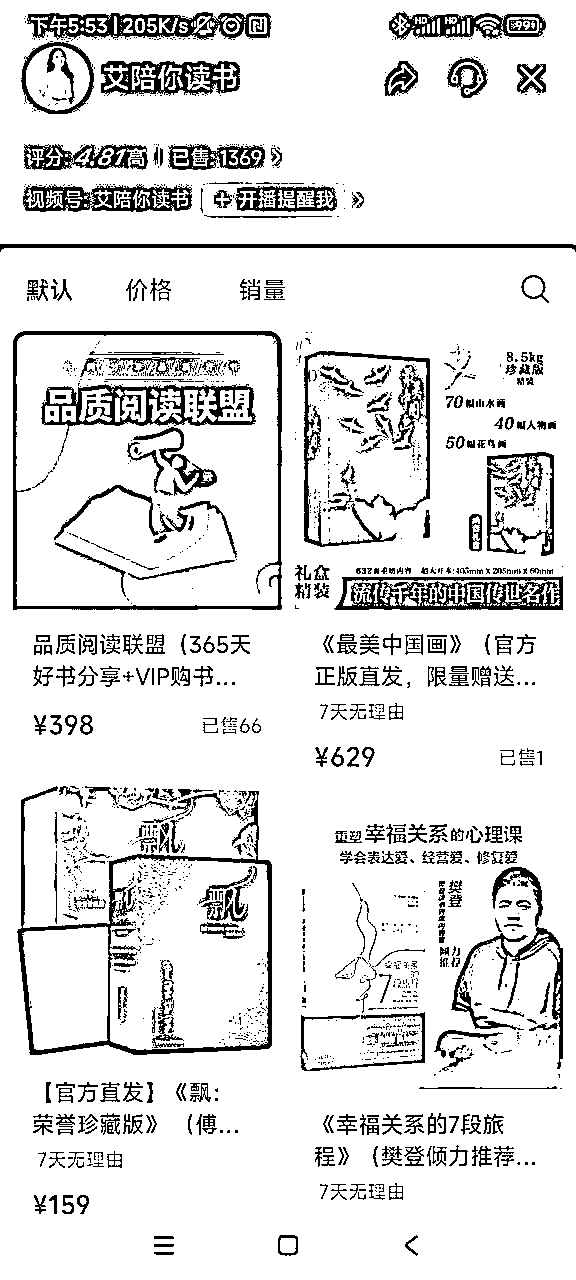 下午5:53 | 205K/s
艾陪你读书
评分: 4.81高 | 已售: 1369
视频号: 艾陪你读书 + 开播提醒我
默认 价格 销量
品质阅读联盟
8.5kg
珍藏版
精装
70幅山水画
40幅人物画
50幅花鸟画
礼盒
精装
流传千年的中国传世名作
品质阅读联盟（365天
好书分享+VIP购书...
¥398 已售66
《最美中国画》（官方
正版直发，限量赠送...
7天无理由
¥629 已售1
飘
飘
重塑幸福关系的心理课
学会表达爱、经营爱、修复爱
樊登
倾力
推荐
幸福关系
7
【官方直发】《飘：
荣誉珍藏版》（傅...
7天无理由
¥159
《幸福关系的7段旅
程》（樊登倾力推荐...
7天无理由